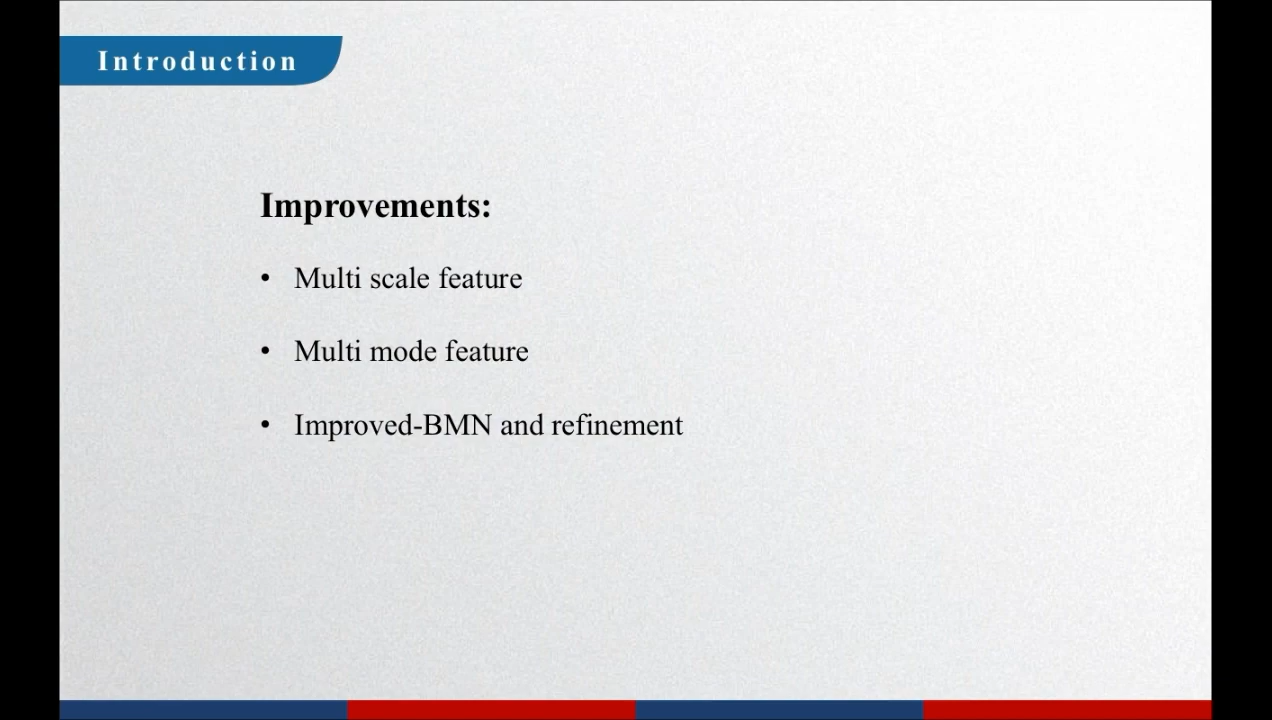 Introduction
Improvements:
• Multi scale feature
• Multi mode feature
• Improved-BMN and refinement